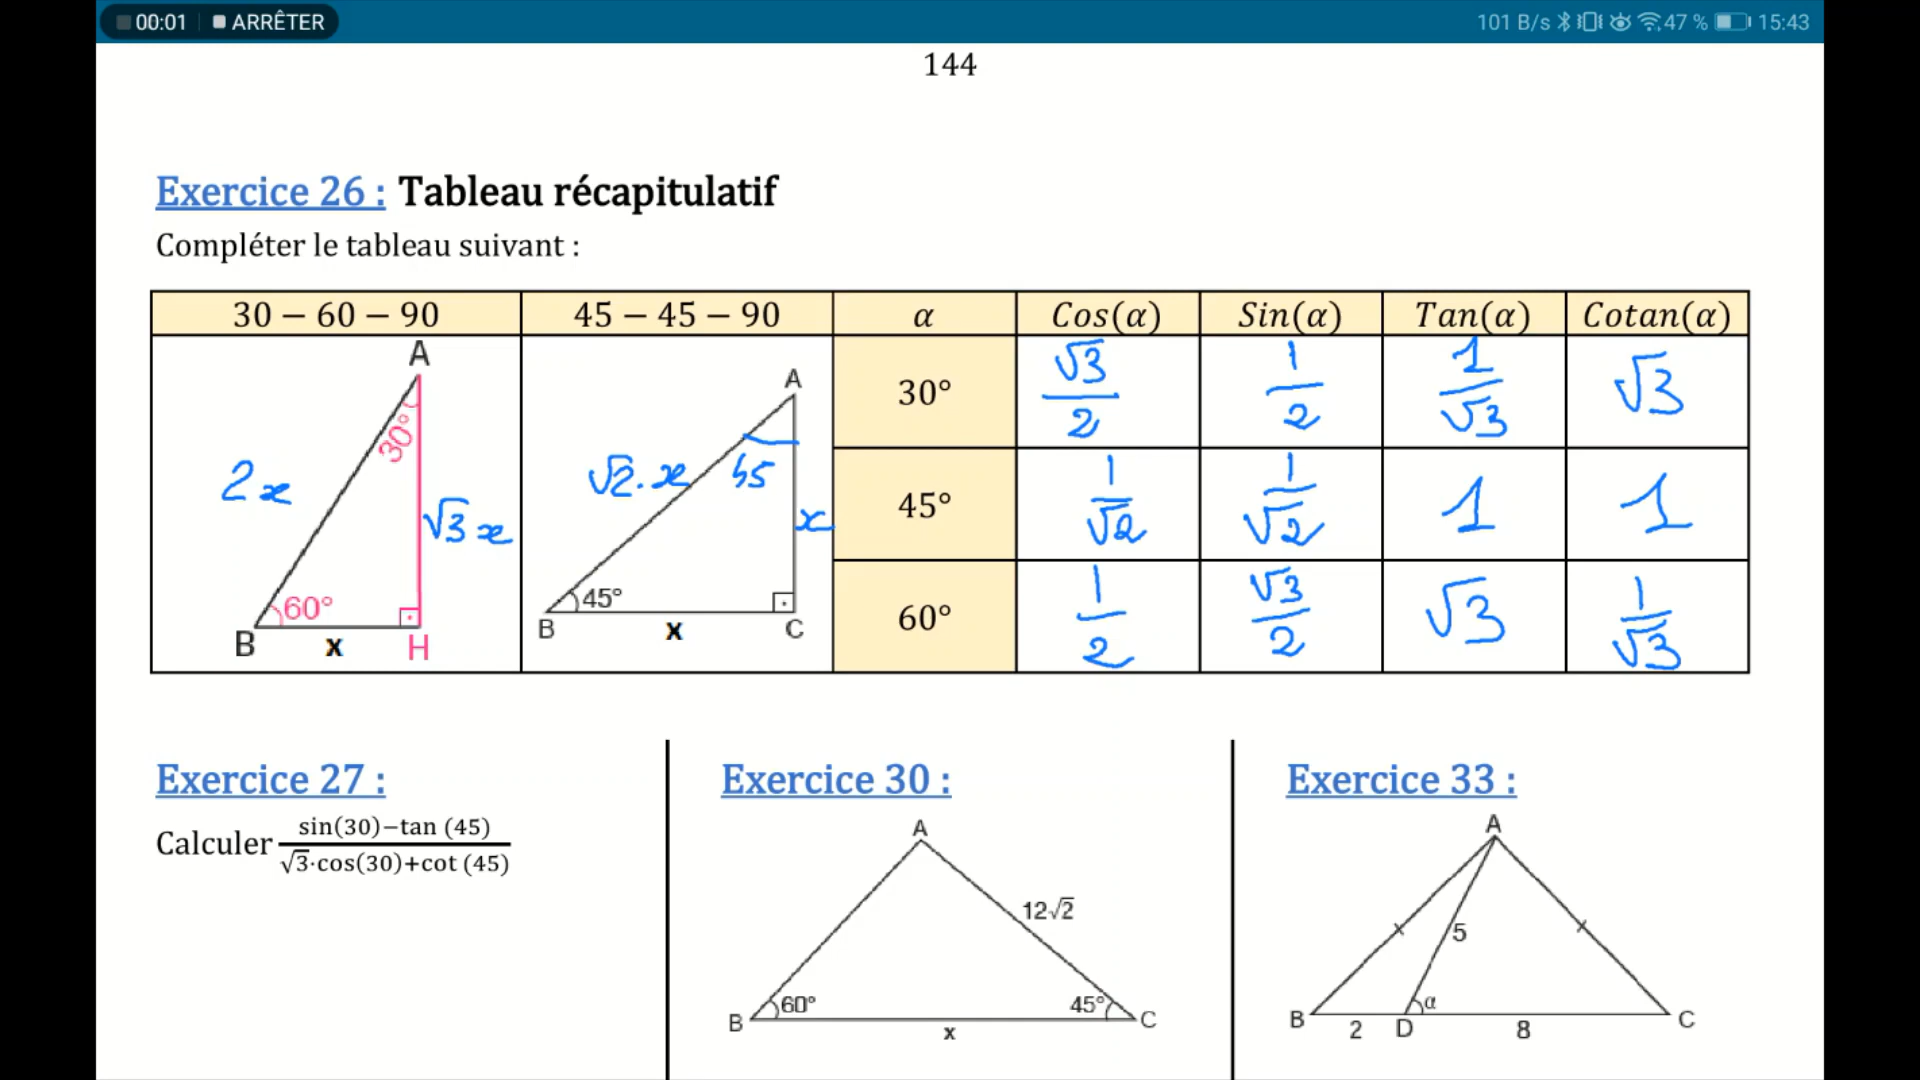 00:01 ARRÊTER 101 B/s 47 % 15:43
144
Exercice 26 : Tableau récapitulatif
Compléter le tableau suivant :
30 − 60 − 90 45 − 45 − 90 α Cos(α) Sin(α) Tan(α) Cotan(α)
A 30° 60° B x H 2x √3x
A 45 45° B x C √2·x x
30° √3/2 1/2 1/√3 √3
45° 1/√2 1/√2 1 1
60° 1/2 √3/2 √3 1/√3
Exercice 27 :
Calculer sin(30)−tan (45) / √3·cos(30)+cot (45)
Exercice 30 :
A
12√2
B 60° 45° C
x
Exercice 33 :
A
5
B α C
2 D 8